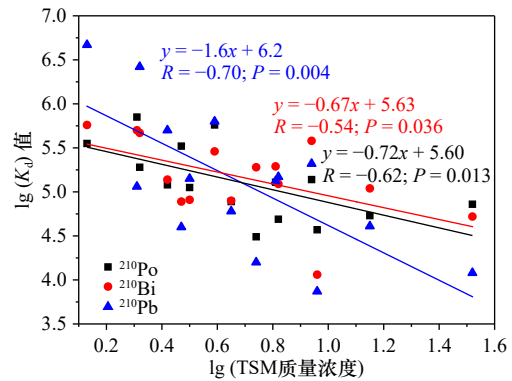 7.0
6.5
6.0
5.5
5.0
4.5
4.0
3.5
lg (Kd) 值
y = −1.6x + 6.2
R = −0.70; P = 0.004
y = −0.67x + 5.63
R = −0.54; P = 0.036
y = −0.72x + 5.60
R = −0.62; P = 0.013
²¹⁰Po
²¹⁰Bi
²¹⁰Pb
0.2 0.4 0.6 0.8 1.0 1.2 1.4 1.6
lg (TSM质量浓度)